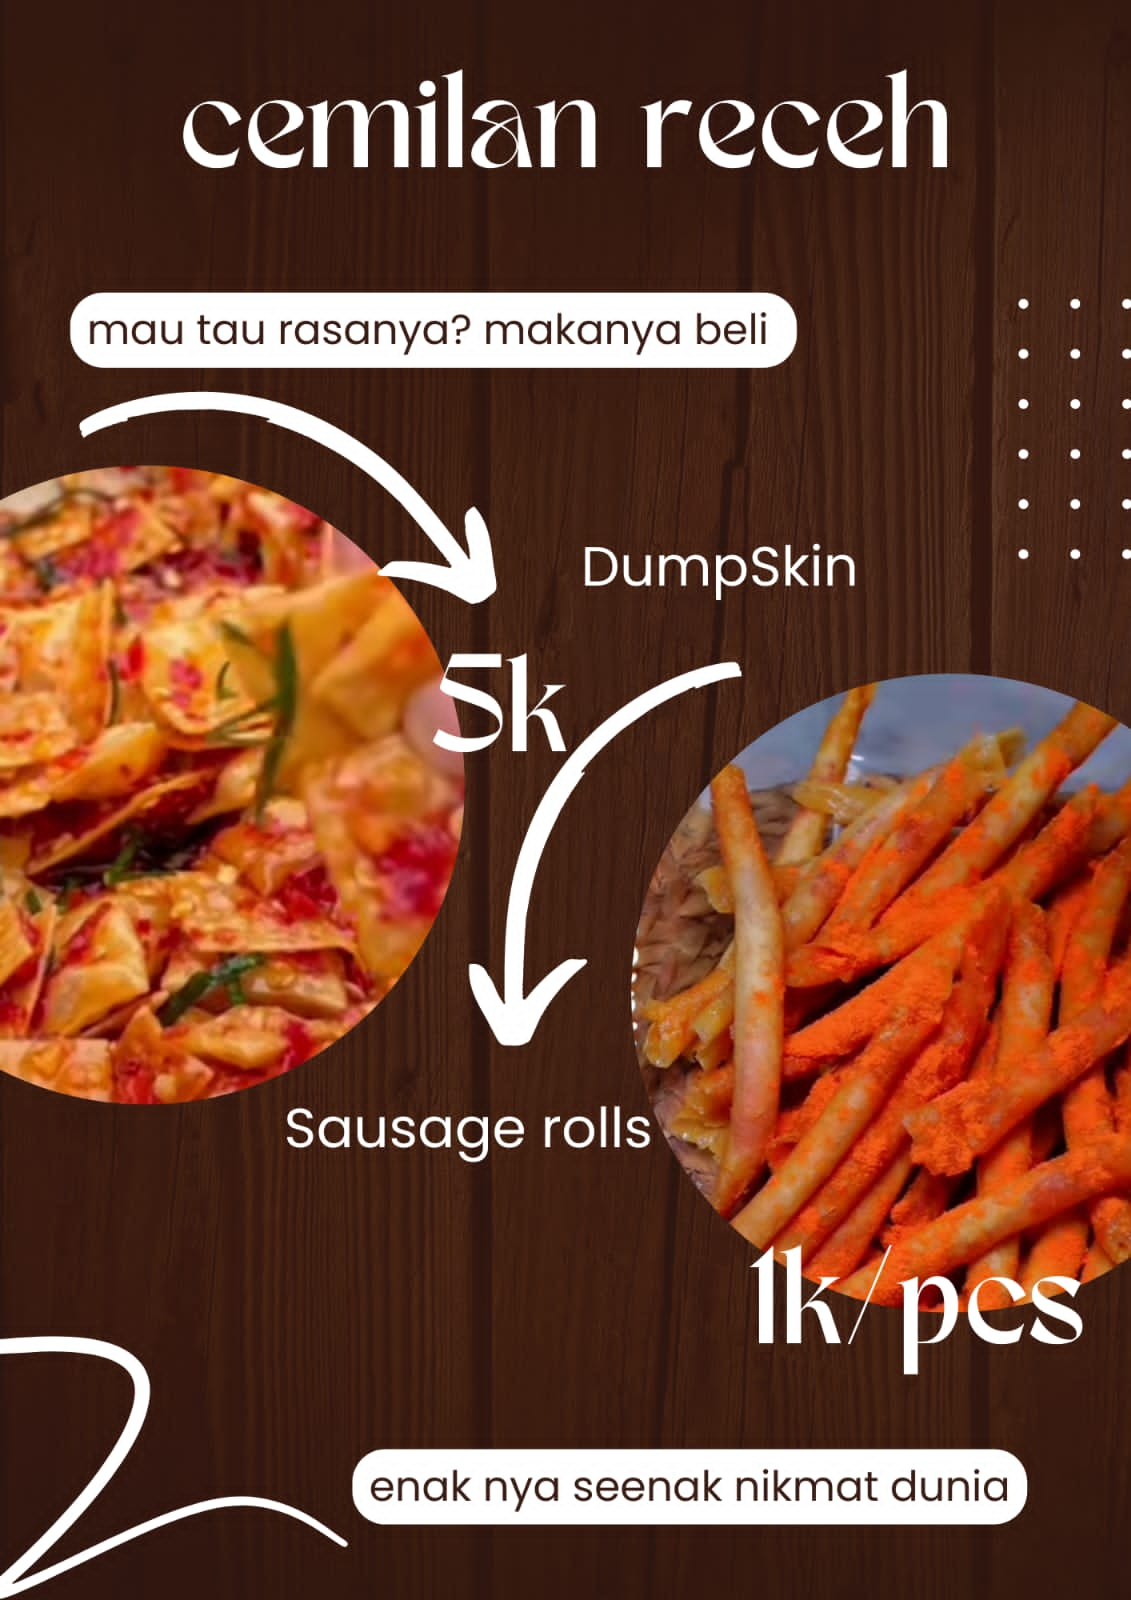 cemilan receh
mau tau rasanya? makanya beli
DumpSkin
5k
Sausage rolls
1k/pcs
enak nya seenak nikmat dunia